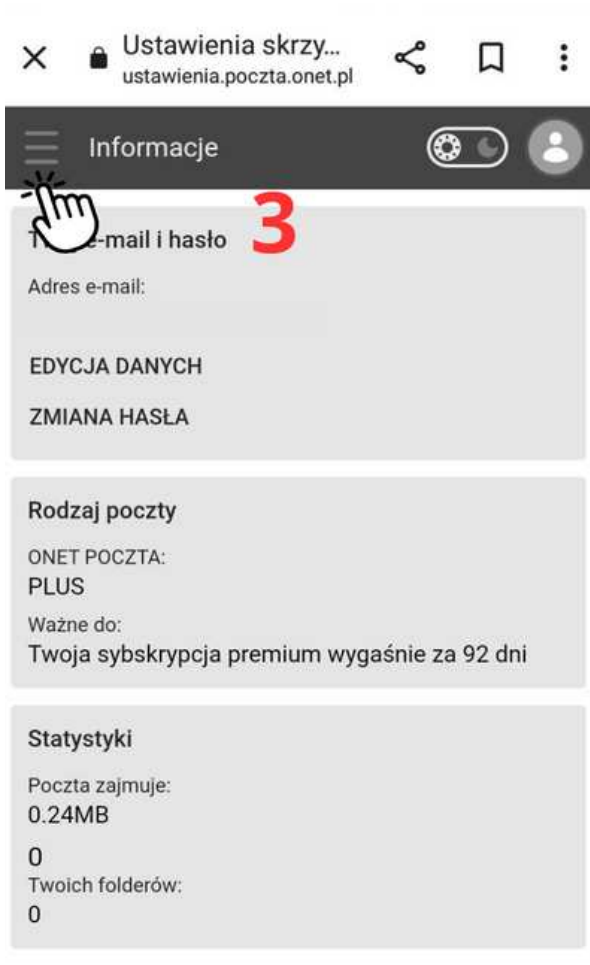 Ustawienia skrzy...
ustawienia.poczta.onet.pl
Informacje
3
e-mail i hasło
Adres e-mail:
EDYCJA DANYCH
ZMIANA HASŁA
Rodzaj poczty
ONET POCZTA:
PLUS
Ważne do:
Twoja sybskrypcja premium wygaśnie za 92 dni
Statystyki
Poczta zajmuje:
0.24MB
0
Twoich folderów:
0